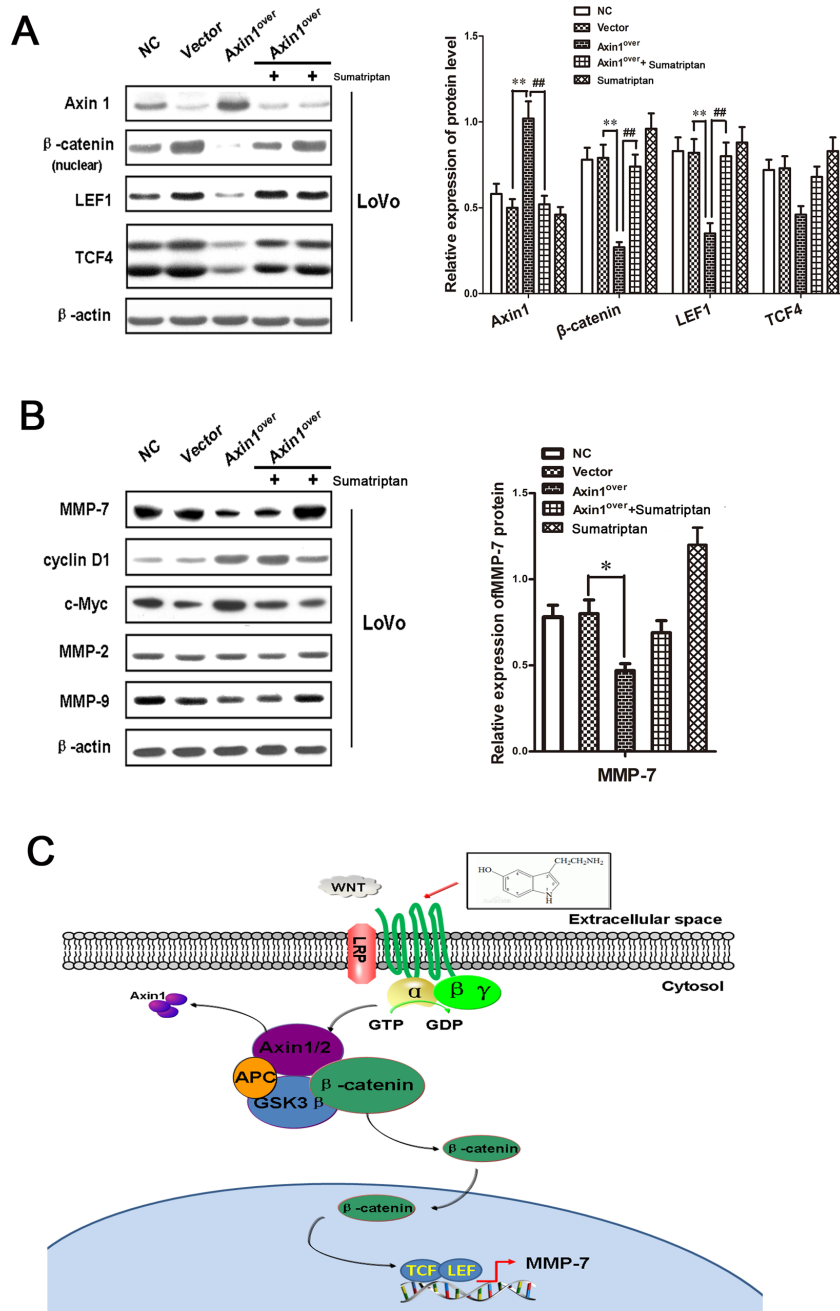 A
NC Vector Axin1over Axin1over
+ + Sumatriptan
Axin 1
β-catenin
(nuclear)
LEF1
TCF4
β-actin
LoVo
NC
Vector
Axin1over
Axin1over+ Sumatriptan
Sumatriptan
Relative expression of protein level
1.5
1.0
0.5
0.0
** ## ** ## ** ##
Axin1 β-catenin LEF1 TCF4
B
NC Vector Axin1over Axin1over
+ + Sumatriptan
MMP-7
cyclin D1
c-Myc
MMP-2
MMP-9
β-actin
LoVo
NC
Vector
Axin1over
Axin1over+Sumatriptan
Sumatriptan
Relative expression ofMMP-7 protein
1.5
1.0
0.5
0.0
*
MMP-7
C
WNT
HO
CH2CH2NH2
NH
Extracellular space
LRP
Cytosol
α β γ
GTP GDP
Axin1
Axin1/2
APC
β-catenin
GSK3 β
β-catenin
β-catenin
TCF LEF
MMP-7